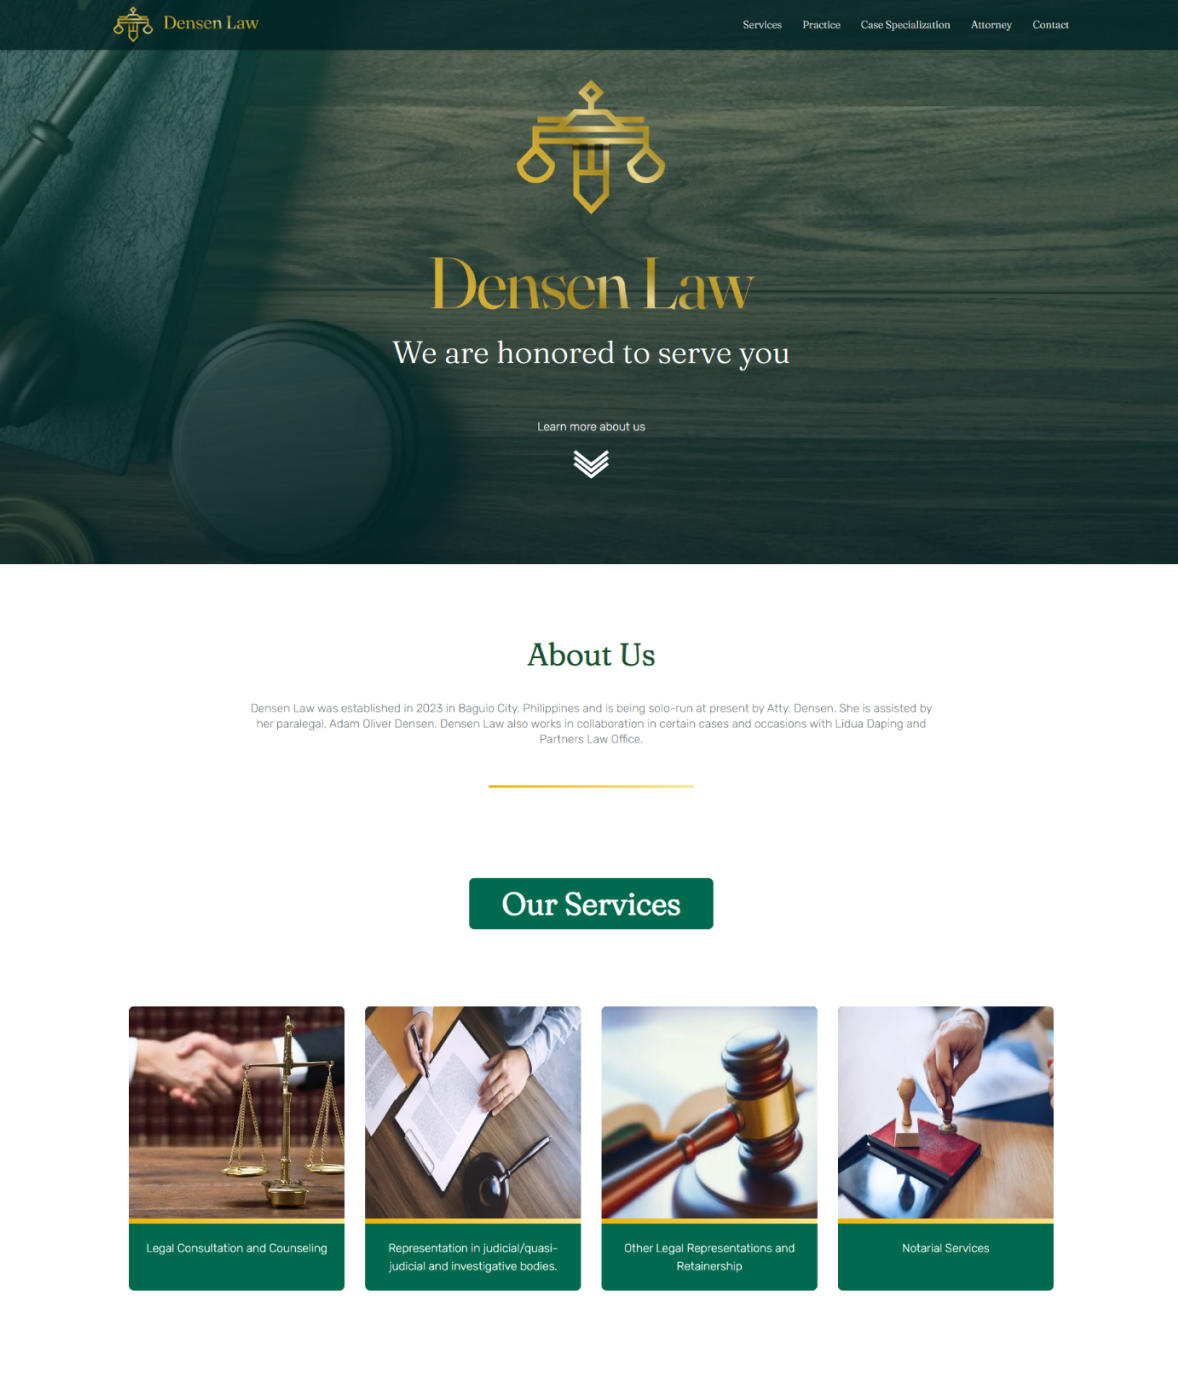 Densen Law
Services Practice Case Specialization Attorney Contact
Densen Law
We are honored to serve you
Learn more about us
About Us
Densen Law was established in 2023 in Baguio City, Philippines and is being solo-run at present by Atty. Densen. She is assisted by
her paralegal, Adam Oliver Densen. Densen Law also works in collaboration in certain cases and occasions with Lidua Daping and
Partners Law Office.
Our Services
Legal Consultation and Counseling
Representation in judicial/quasi-
judicial and investigative bodies.
Other Legal Representations and
Retainership
Notarial Services